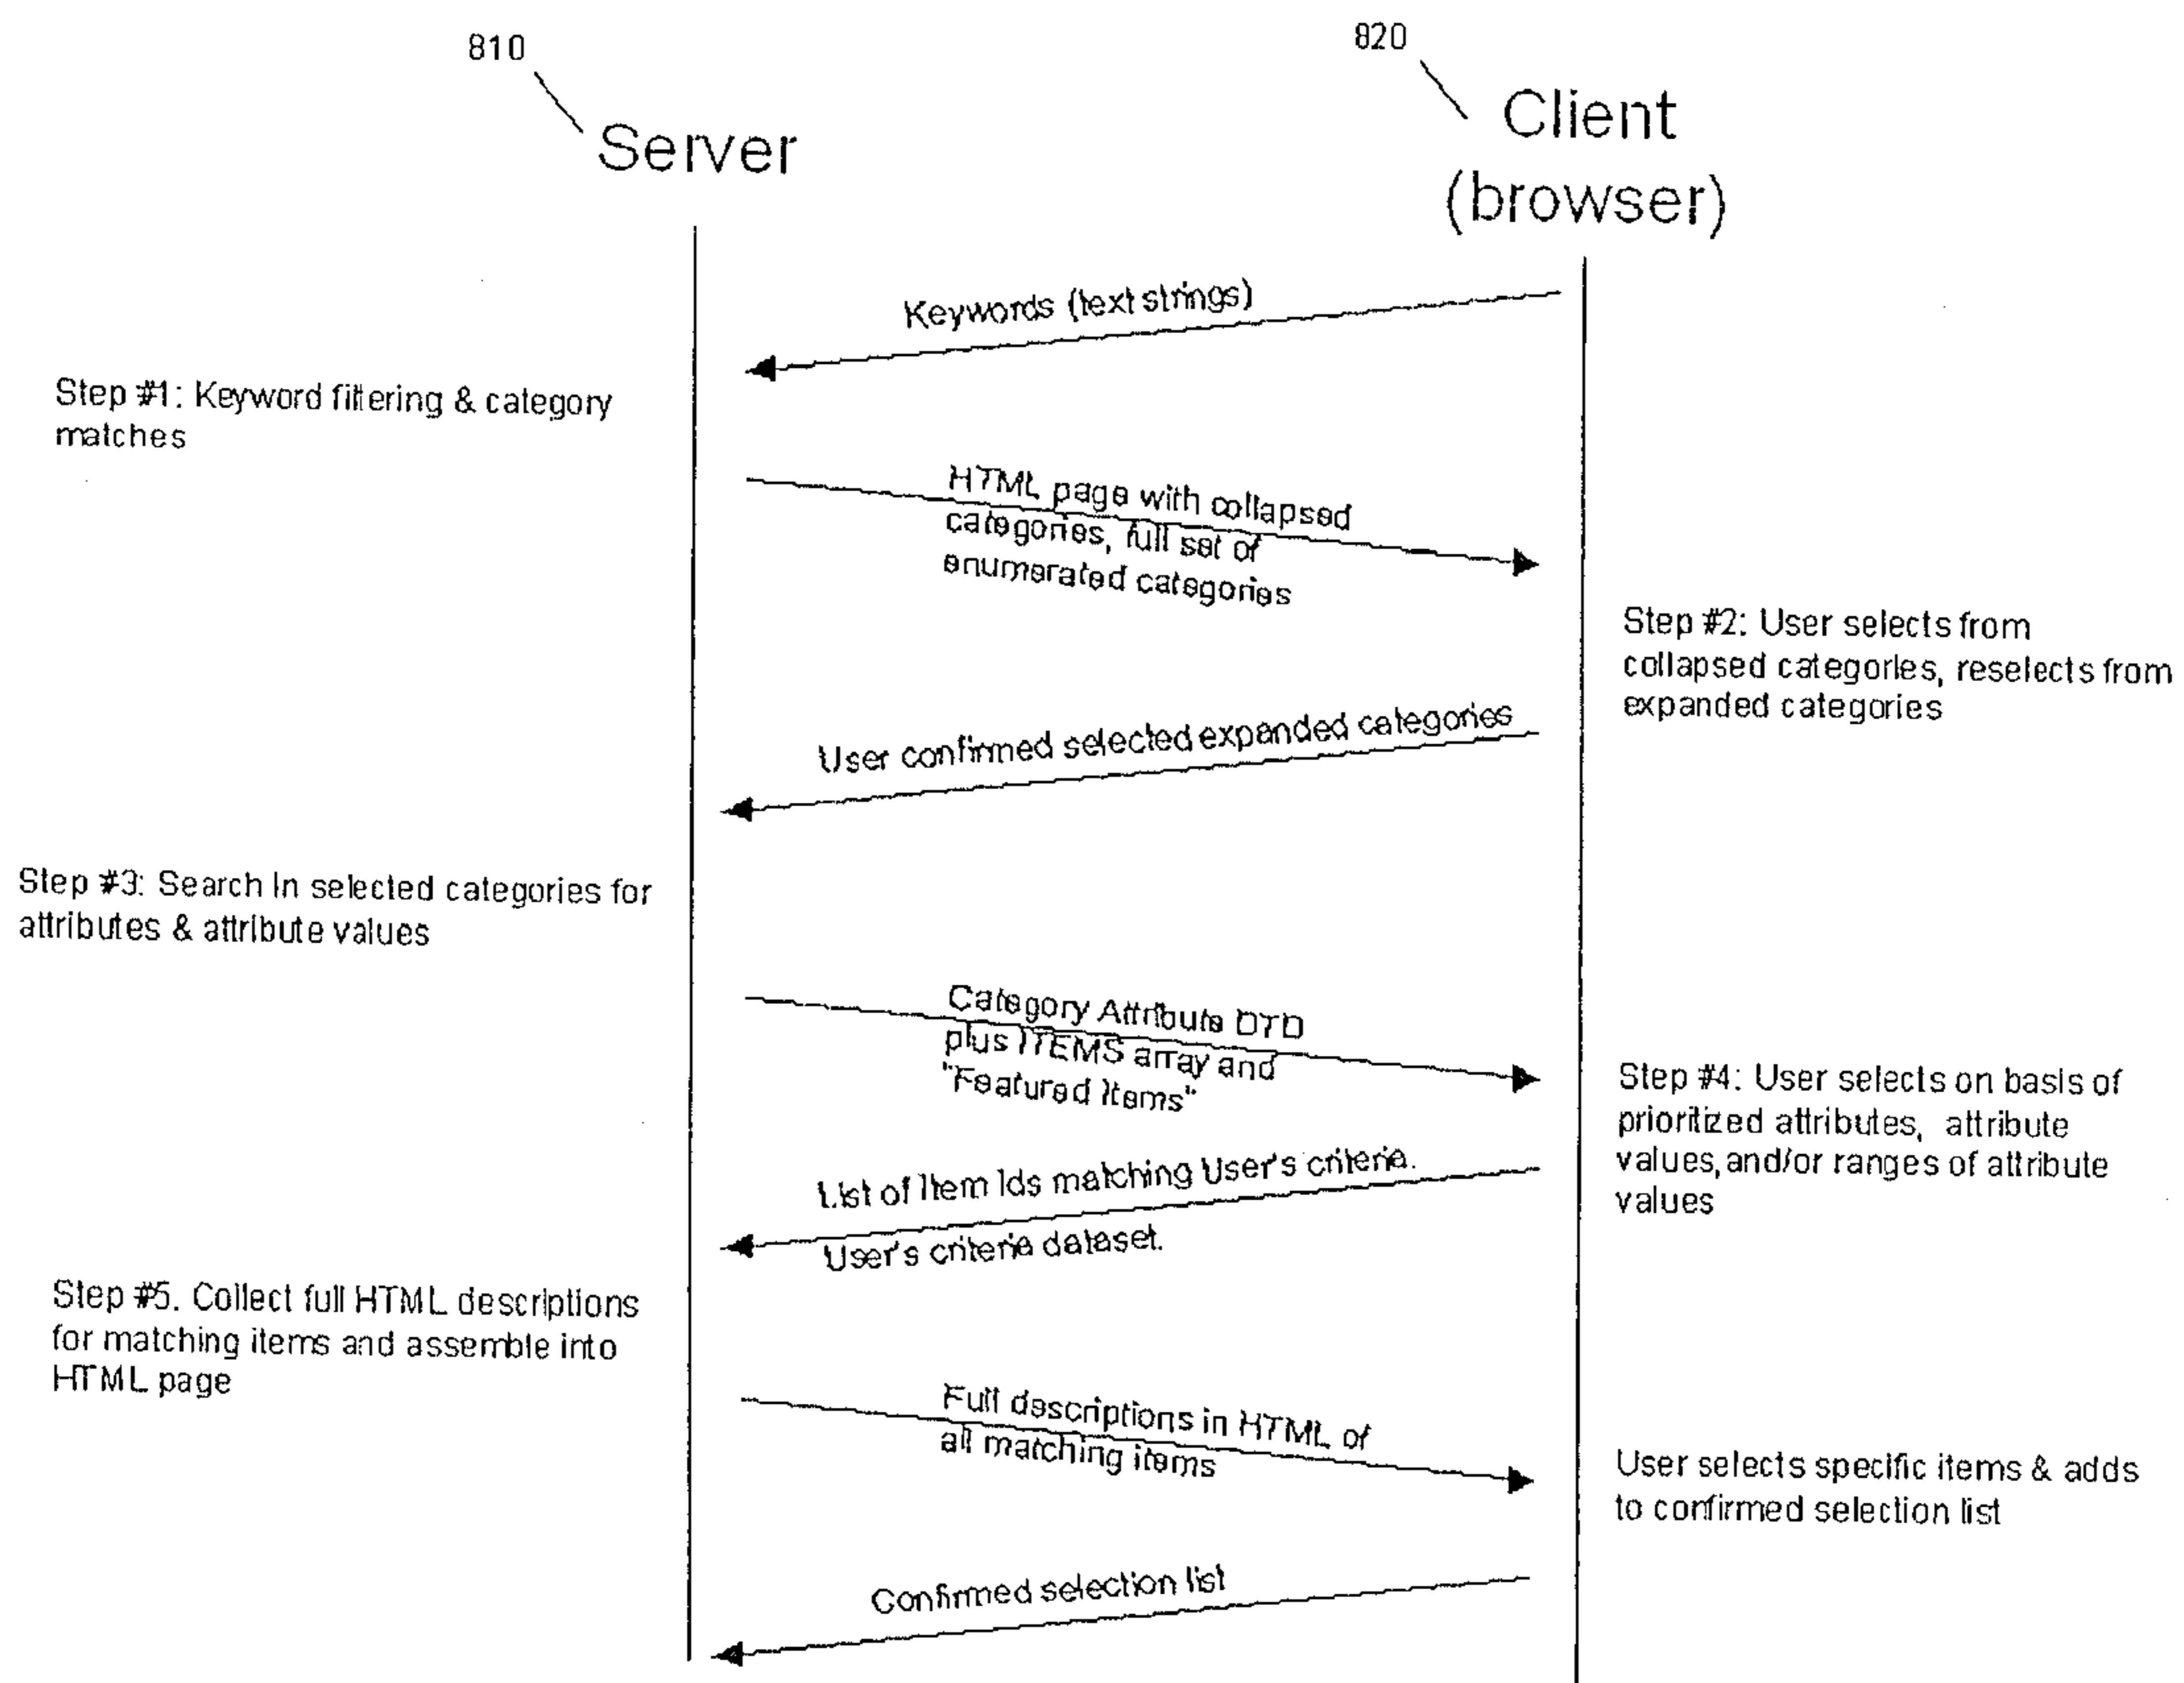 810
820
Server
Client
(browser)
Keywords (text strings)
Step #1: Keyword filtering & category
matches
HTML page with collapsed
categories, full set of
enumerated categories
Step #2: User selects from
collapsed categories, reselects from
expanded categories
User confirmed selected expanded categories
Step #3: Search In selected categories for
attributes & attribute values
Category Attribute DTD
plus ITEMS array and
"Featured Items"
Step #4: User selects on basis of
prioritized attributes, attribute
values, and/or ranges of attribute
values
List of Item Ids matching User's criteria.
User's criteria dataset.
Step #5. Collect full HTML descriptions
for matching items and assemble into
HTML page
Full descriptions in HTML of
all matching items
User selects specific items & adds
to confirmed selection list
Confirmed selection list